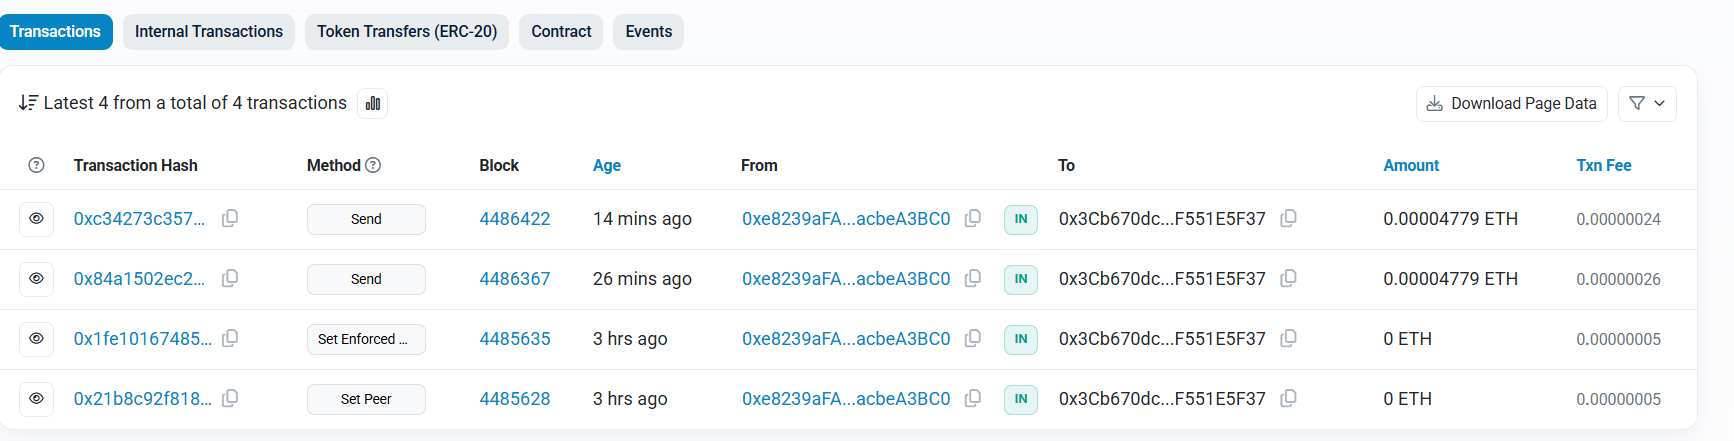 Transactions Internal Transactions Token Transfers (ERC-20) Contract Events
Latest 4 from a total of 4 transactions Download Page Data
Transaction Hash Method Block Age From To Amount Txn Fee
0xc34273c357... Send 4486422 14 mins ago 0xe8239aFA...acbeA3BC0 IN 0x3Cb670dc...F551E5F37 0.00004779 ETH 0.00000024
0x84a1502ec2... Send 4486367 26 mins ago 0xe8239aFA...acbeA3BC0 IN 0x3Cb670dc...F551E5F37 0.00004779 ETH 0.00000026
0x1fe10167485... Set Enforced ... 4485635 3 hrs ago 0xe8239aFA...acbeA3BC0 IN 0x3Cb670dc...F551E5F37 0 ETH 0.00000005
0x21b8c92f818... Set Peer 4485628 3 hrs ago 0xe8239aFA...acbeA3BC0 IN 0x3Cb670dc...F551E5F37 0 ETH 0.00000005